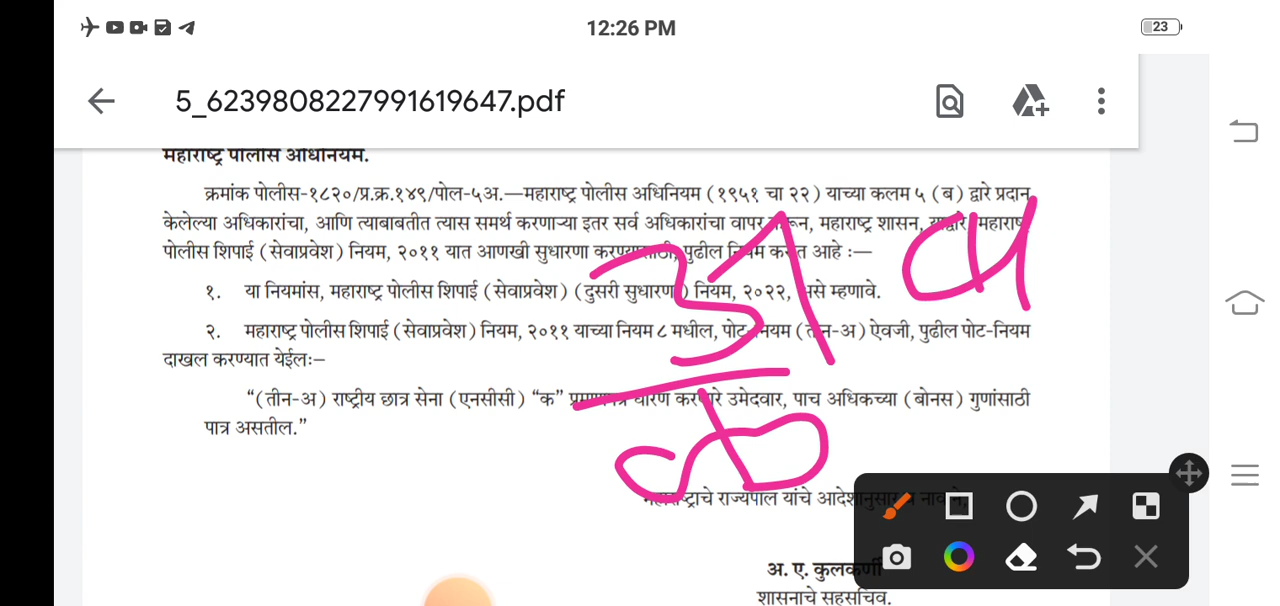 12:26 PM
23
5_6239808227991619647.pdf
महाराष्ट्र पोलीस अधिनियम.
क्रमांक पोलीस-१८२०/प्र.क्र.१४९/पोल-५अ.—महाराष्ट्र पोलीस अधिनियम (१९५१ चा २२) याच्या कलम ५ (ब) द्वारे प्रदान
केलेल्या अधिकारांचा, आणि त्याबाबतीत त्यास समर्थ करणाऱ्या इतर सर्व अधिकारांचा वापर करून, महाराष्ट्र शासन, याद्वारे, महाराष्ट्र
पोलीस शिपाई (सेवाप्रवेश) नियम, २०११ यात आणखी सुधारणा करण्यासाठी, पुढील नियम करीत आहे :—
१. या नियमांस, महाराष्ट्र पोलीस शिपाई (सेवाप्रवेश) (दुसरी सुधारणा) नियम, २०२२, असे म्हणावे.
२. महाराष्ट्र पोलीस शिपाई (सेवाप्रवेश) नियम, २०११ याच्या नियम ८ मधील, पोट-नियम (तीन-अ) ऐवजी, पुढील पोट-नियम
दाखल करण्यात येईलः—
“(तीन-अ) राष्ट्रीय छात्र सेना (एनसीसी) “क” प्रमाणपत्र धारण करणारे उमेदवार, पाच अधिकच्या (बोनस) गुणांसाठी
पात्र असतील.”
महाराष्ट्राचे राज्यपाल यांचे आदेशानुसार व नावाने,
अ. ए. कुलकर्णी
शासनाचे सहसचिव.